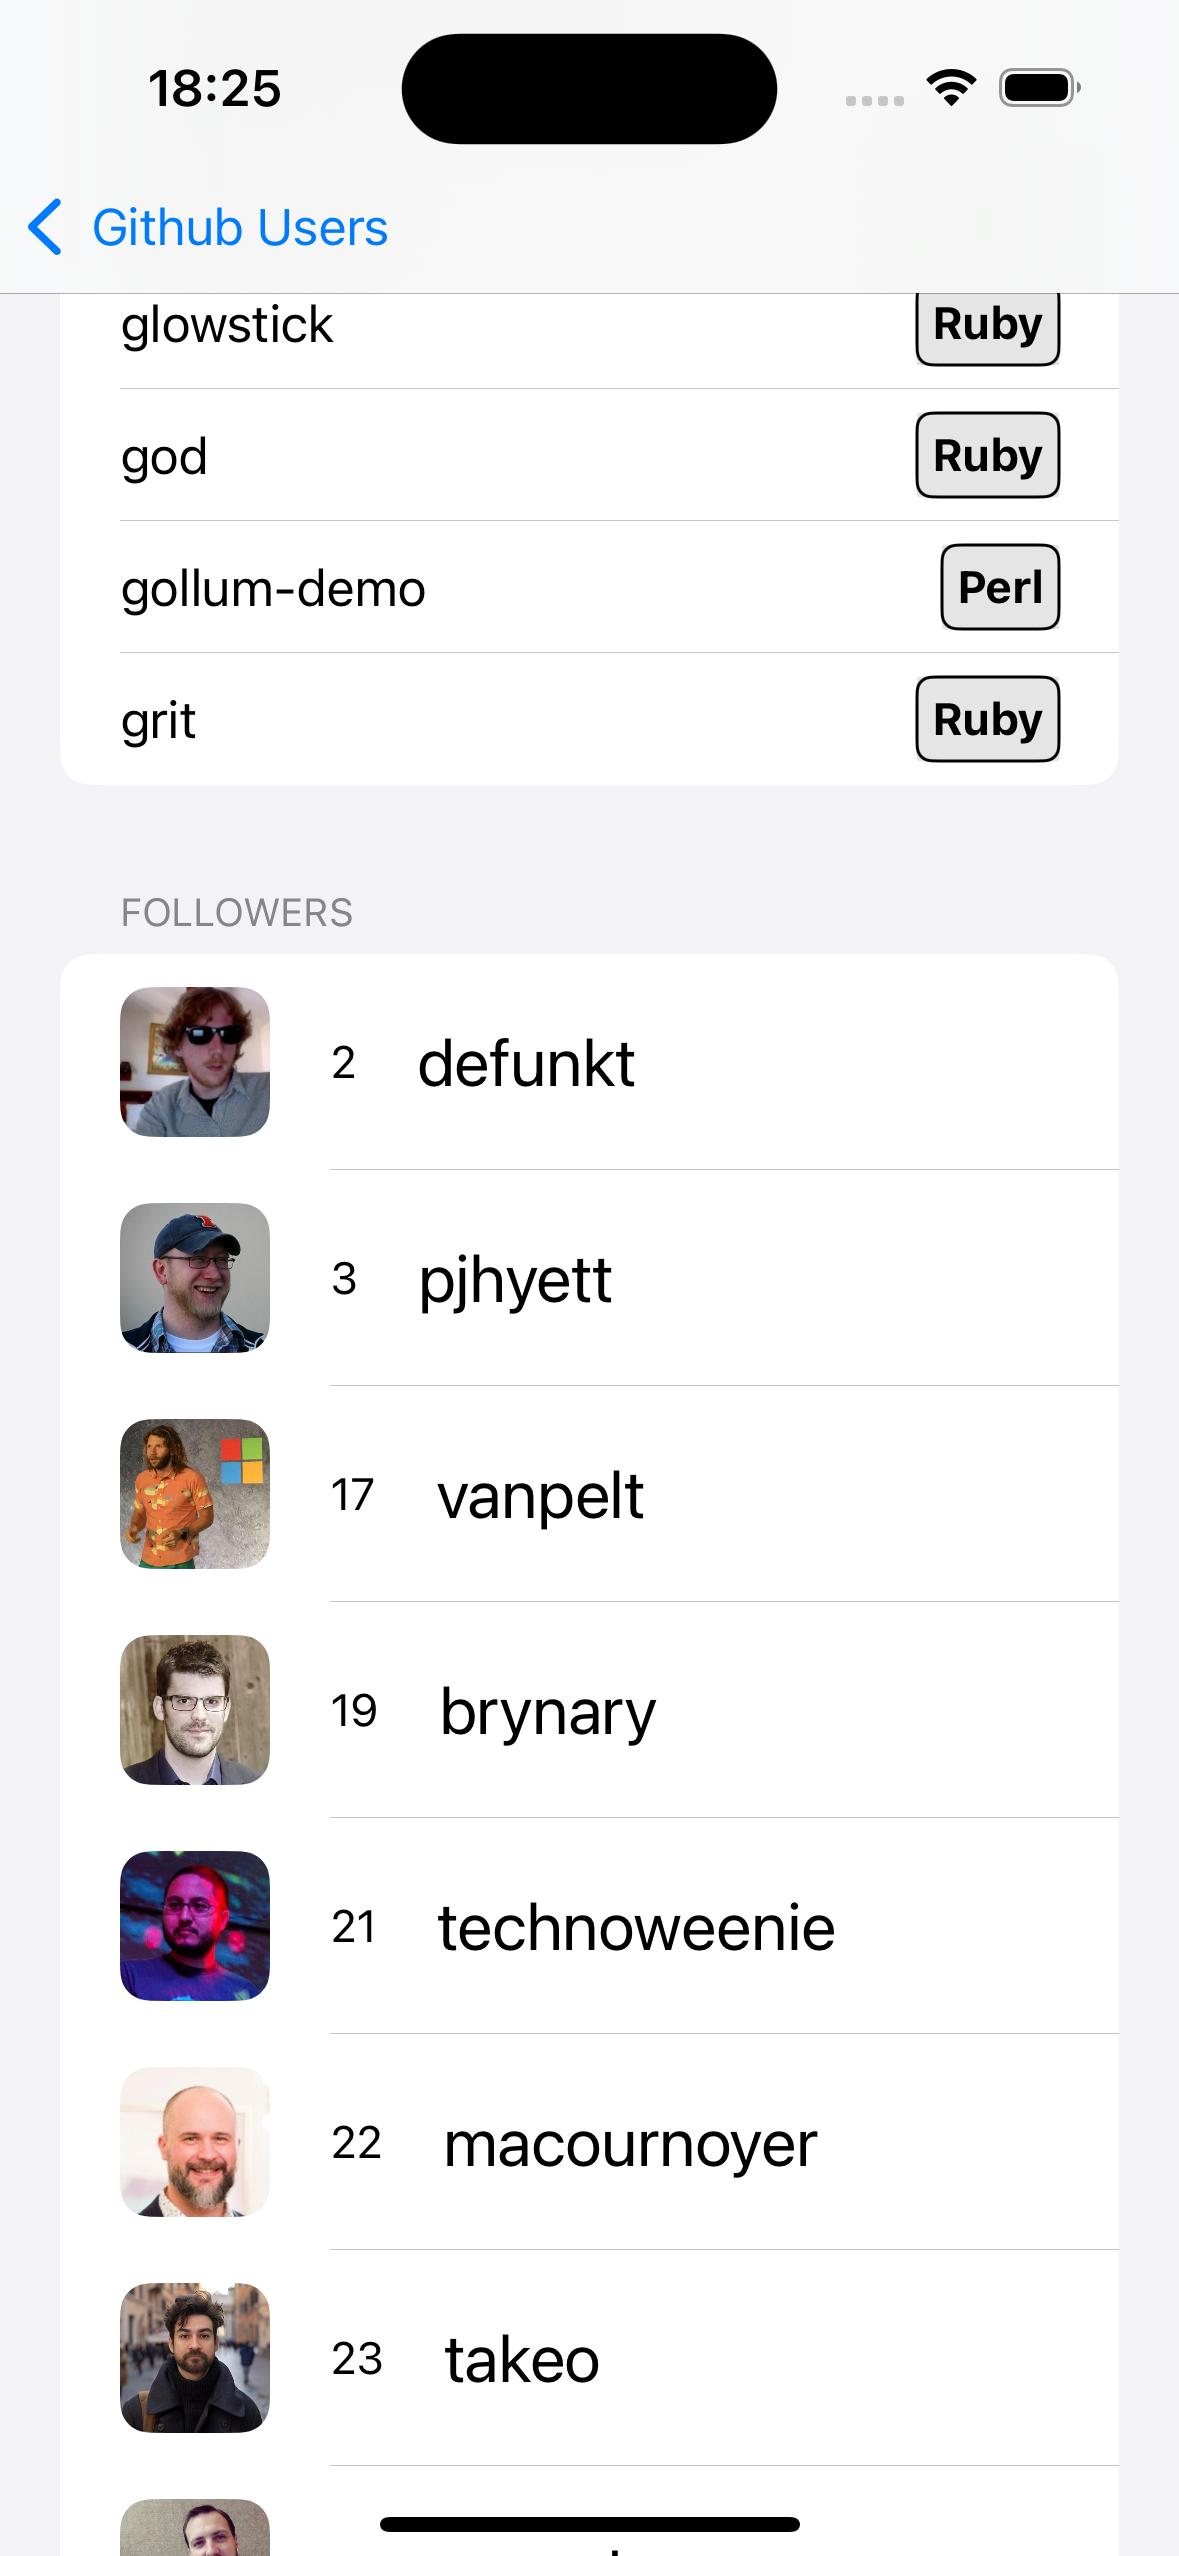 18:25
Github Users
glowstick Ruby
god Ruby
gollum-demo Perl
grit Ruby
FOLLOWERS
2 defunkt
3 pjhyett
17 vanpelt
19 brynary
21 technoweenie
22 macournoyer
23 takeo